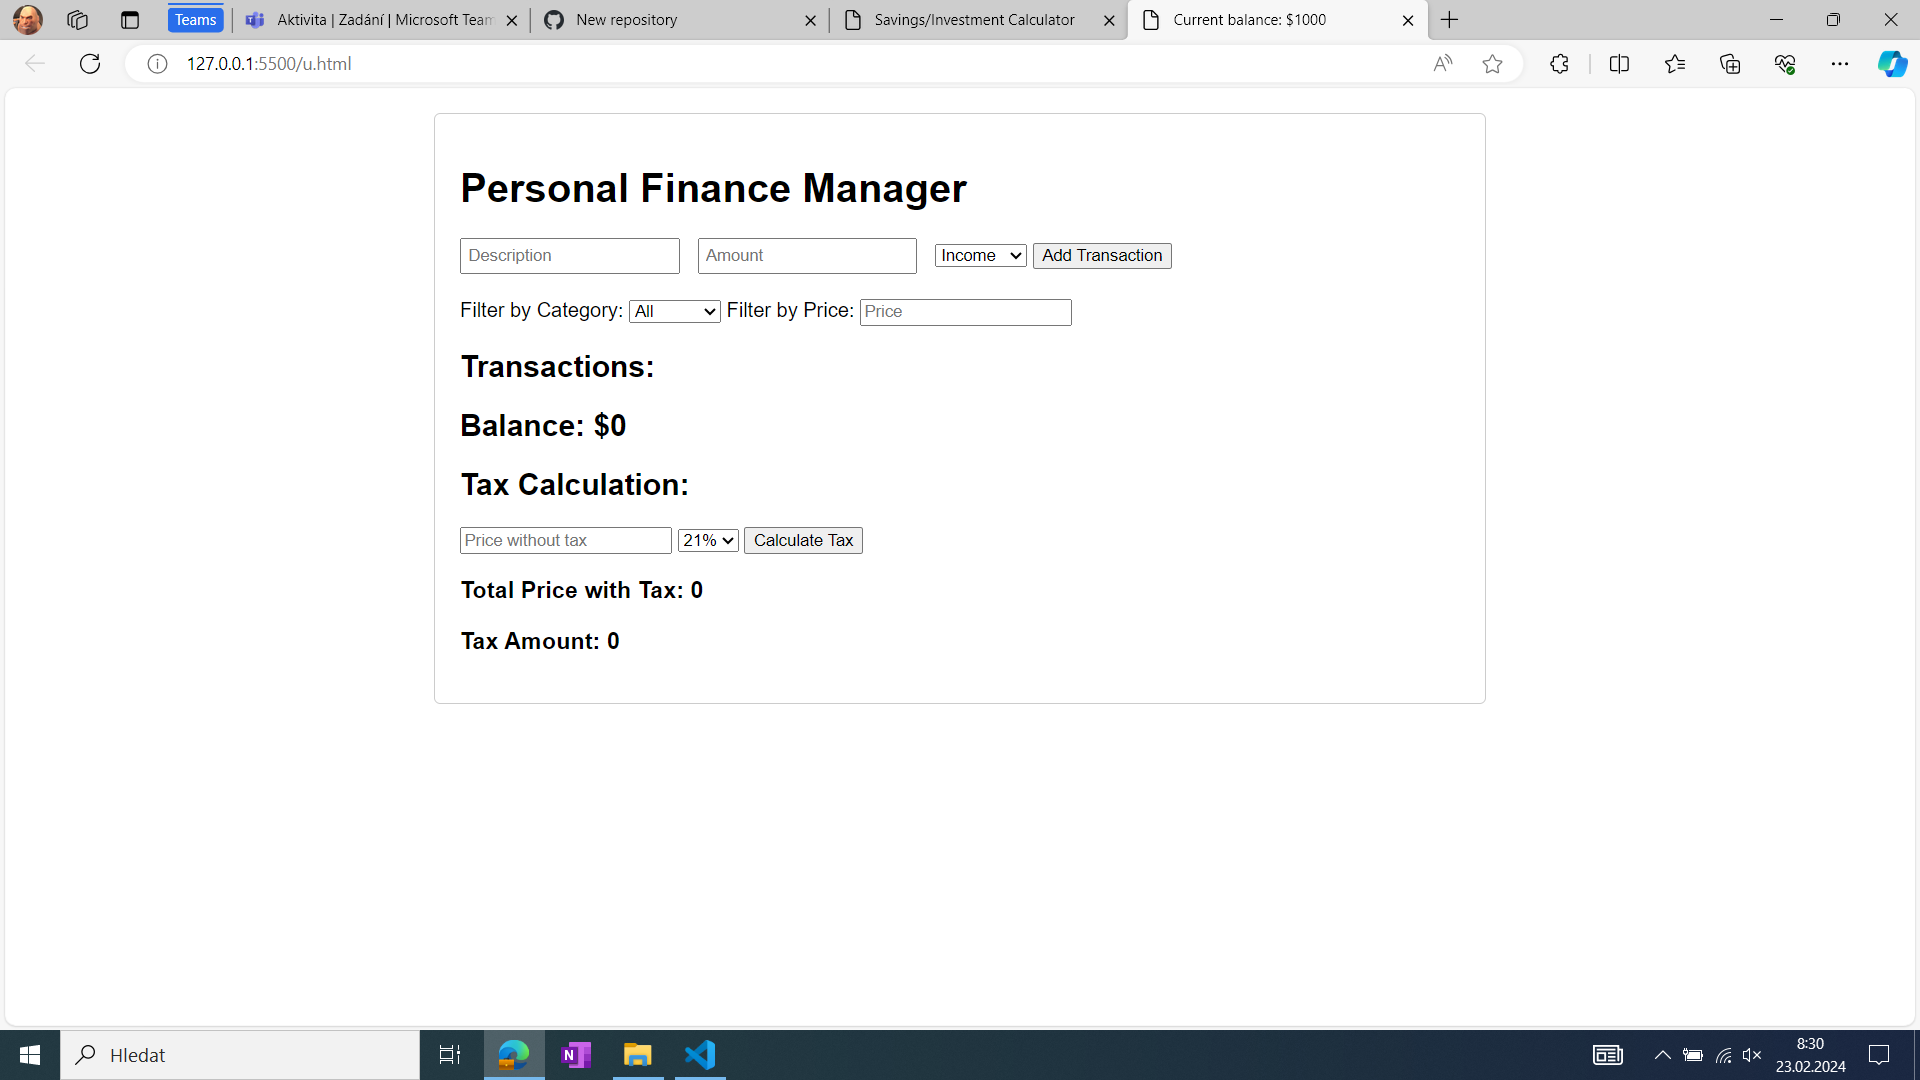 Teams
Aktivita | Zadání | Microsoft Team
New repository
Savings/Investment Calculator
Current balance: $1000
127.0.0.1:5500/u.html
Personal Finance Manager
Description Amount Income Add Transaction
Filter by Category: All Filter by Price: Price
Transactions:
Balance: $0
Tax Calculation:
Price without tax 21% Calculate Tax
Total Price with Tax: 0
Tax Amount: 0
Hledat
8:30
23.02.2024